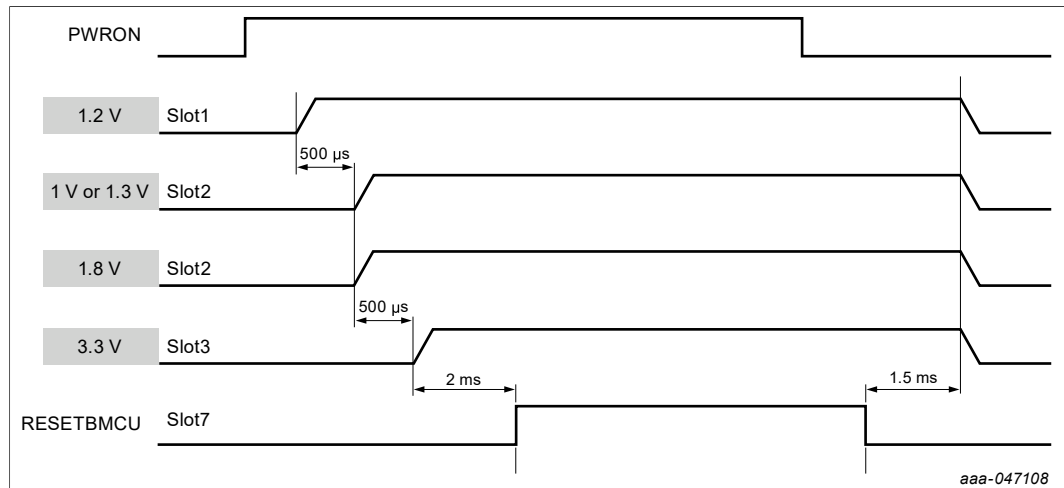 PWRON
1.2 V Slot1
500 µs
1 V or 1.3 V Slot2
1.8 V Slot2
500 µs
3.3 V Slot3
2 ms
1.5 ms
RESETBMCU Slot7
aaa-047108